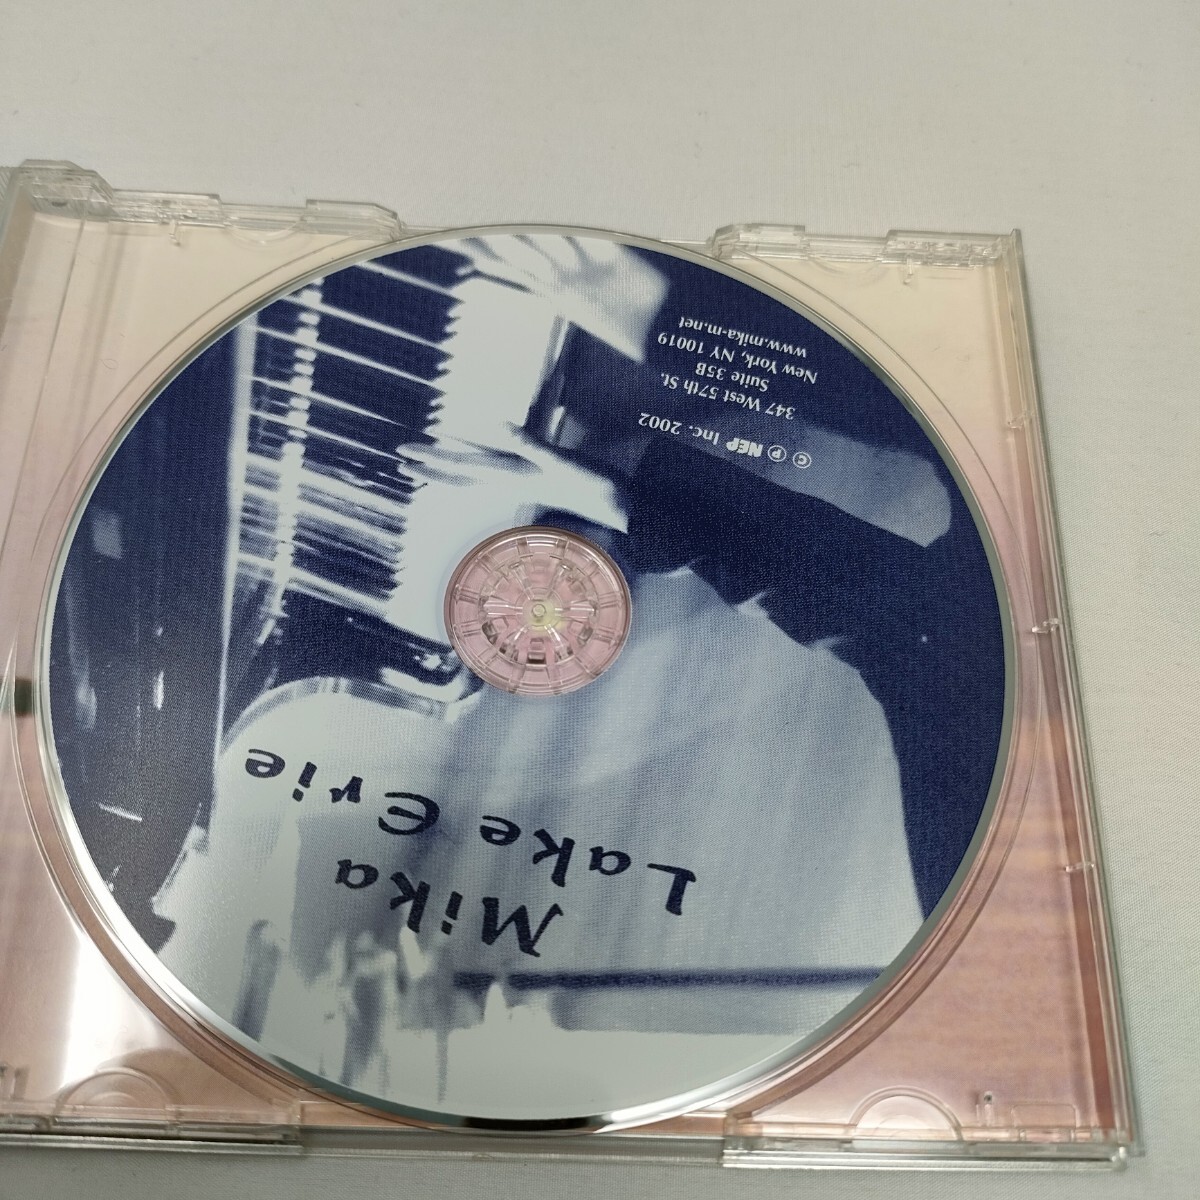 Mika
Lake Erie
© ℗ NEP Inc. 2002
347 West 57th St.
Suite 35B
New York, NY 10019
www.mika-m.net